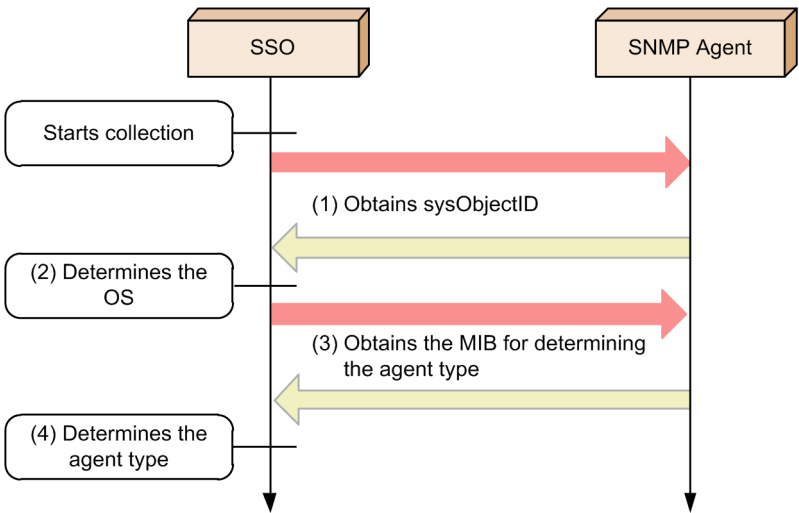 SSO
SNMP Agent
Starts collection
(1) Obtains sysObjectID
(2) Determines the
OS
(3) Obtains the MIB for determining
the agent type
(4) Determines the
agent type